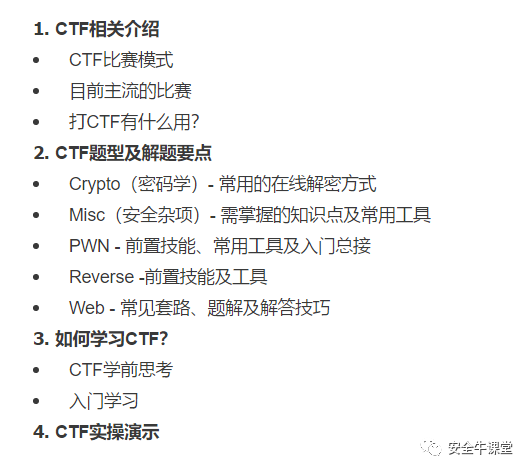 1. CTF相关介绍
• CTF比赛模式
• 目前主流的比赛
• 打CTF有什么用？
2. CTF题型及解题要点
• Crypto（密码学）- 常用的在线解密方式
• Misc（安全杂项）- 需掌握的知识点及常用工具
• PWN - 前置技能、常用工具及入门总接
• Reverse -前置技能及工具
• Web - 常见套路、题解及解答技巧
3. 如何学习CTF？
• CTF学前思考
• 入门学习
4. CTF实操演示
安全牛课堂